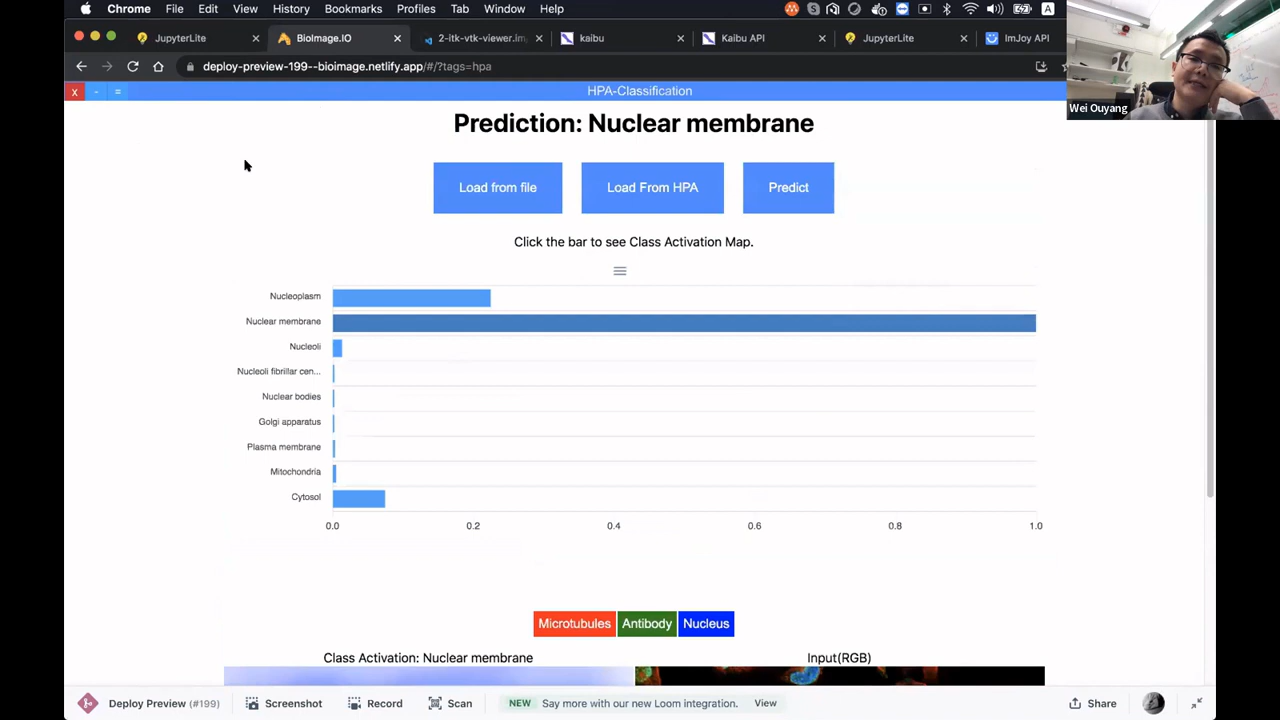 Chrome File Edit View History Bookmarks Profiles Tab Window Help
JupyterLite
BioImage.IO
2-itk-vtk-viewer.im
kaibu
Kaibu API
JupyterLite
ImJoy API
deploy-preview-199--bioimage.netlify.app/#/?tags=h
Wei Ouyang
x - =
HPA-Classification
Prediction: Nuclear membrane
Load from file
Load From HPA
Predict
Click the bar to see Class Activation Map.
Nucleoplasm
Nuclear membrane
Nucleoli
Nucleoli fibrillar cen...
Nuclear bodies
Golgi apparatus
Plasma membrane
Mitochondria
Cytosol
0.0 0.2 0.4 0.6 0.8 1.0
Microtubules Antibody Nucleus
Class Activation: Nuclear membrane
Input(RGB)
Deploy Preview (#199)
Screenshot
Record
Scan
NEW Say more with our new Loom integration. View
Share